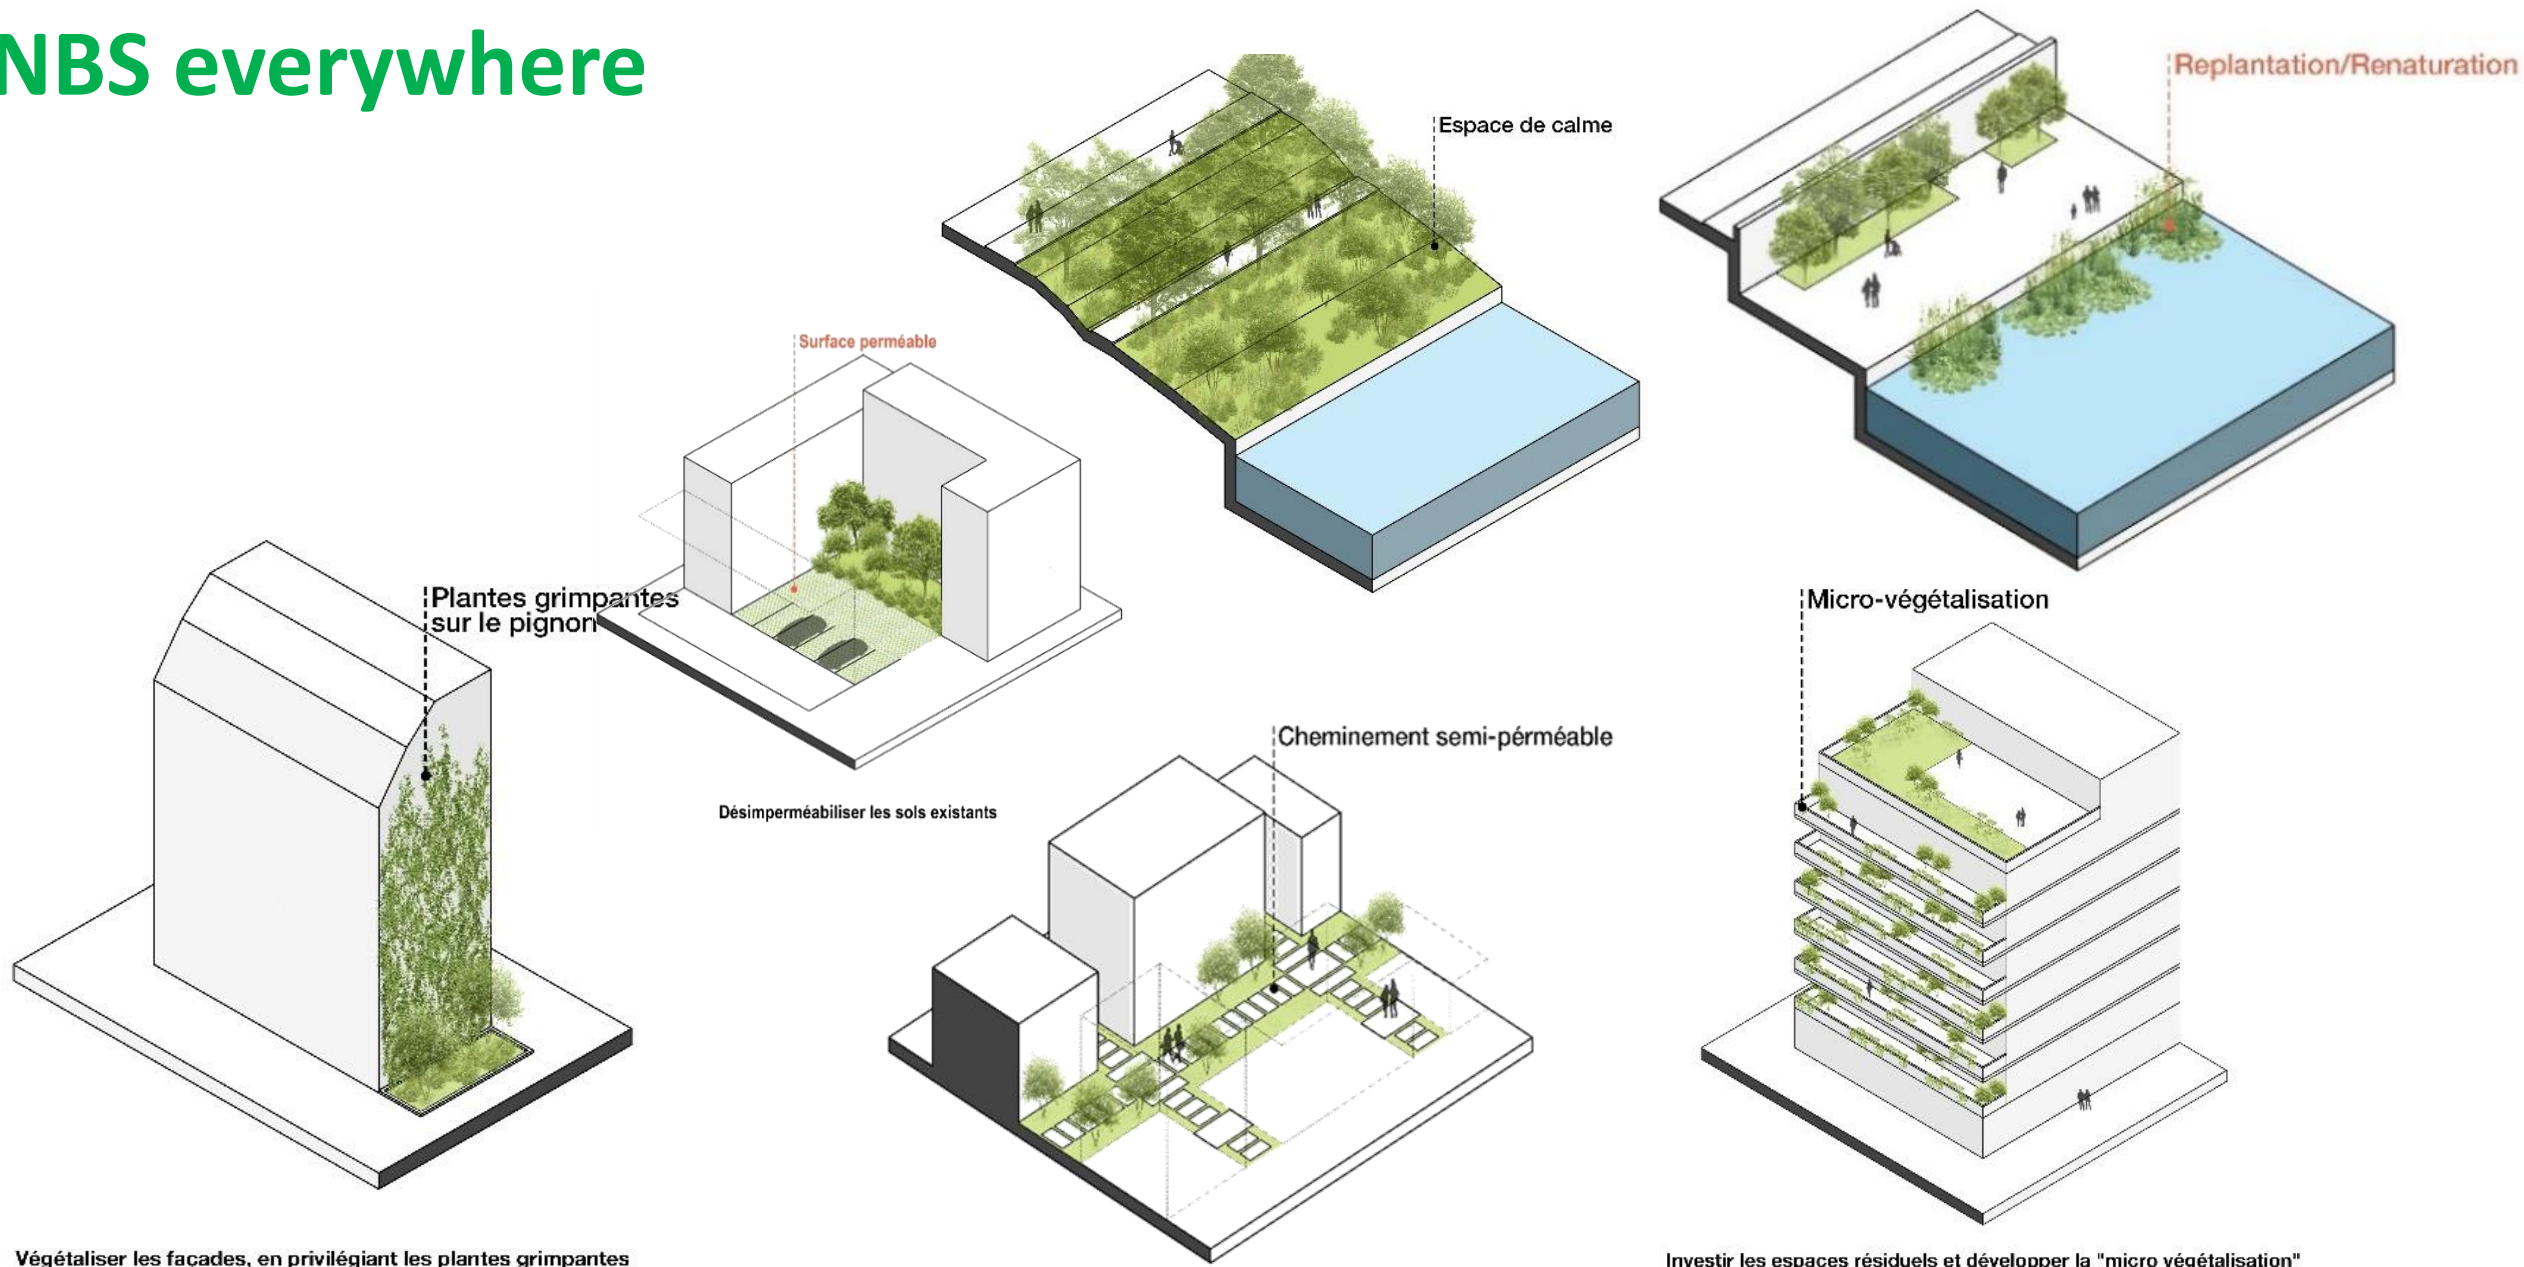 NBS everywhere
Replantation/Renaturation
Espace de calme
Surface perméable
Plantes grimpantes
sur le pignon
Micro-végétalisation
Cheminement semi-pérméable
Désimperméabiliser les sols existants
Végétaliser les façades, en privilégiant les plantes grimpantes
Investir les espaces résiduels et développer la "micro végétalisation"